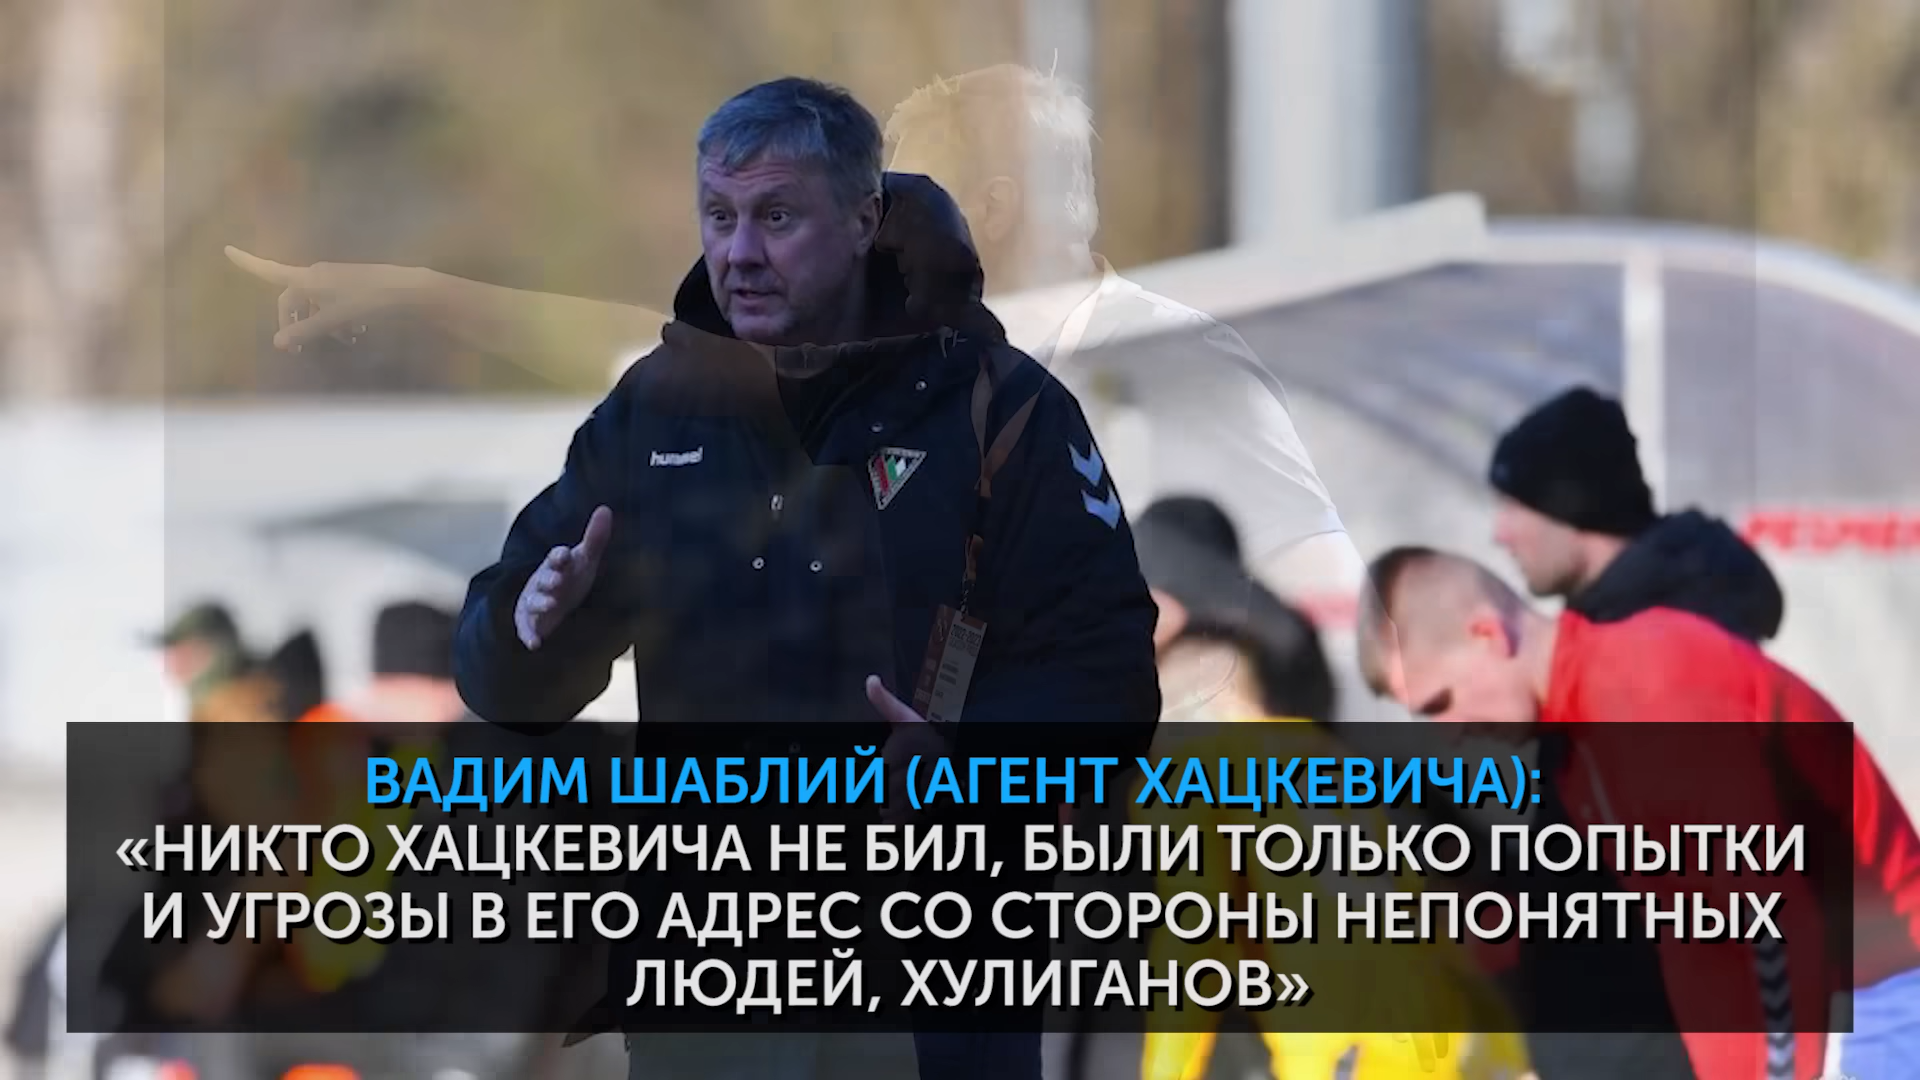 hummel
ВАДИМ ШАБЛИЙ (АГЕНТ ХАЦКЕВИЧА):
«НИКТО ХАЦКЕВИЧА НЕ БИЛ, БЫЛИ ТОЛЬКО ПОПЫТКИ
И УГРОЗЫ В ЕГО АДРЕС СО СТОРОНЫ НЕПОНЯТНЫХ
ЛЮДЕЙ, ХУЛИГАНОВ»